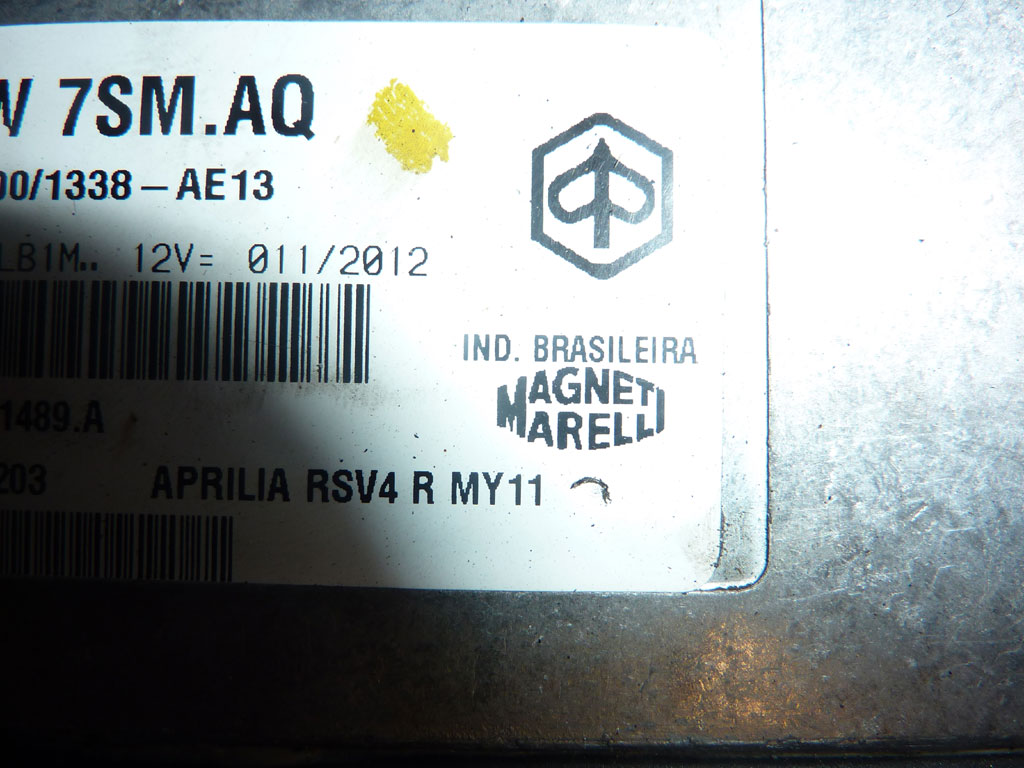 7SM.AQ
00/1338 – AE13
LB1M.. 12V= 011/2012
IND. BRASILEIRA
MAGNETI
MARELLI
1489.A
203 APRILIA RSV4 R MY11